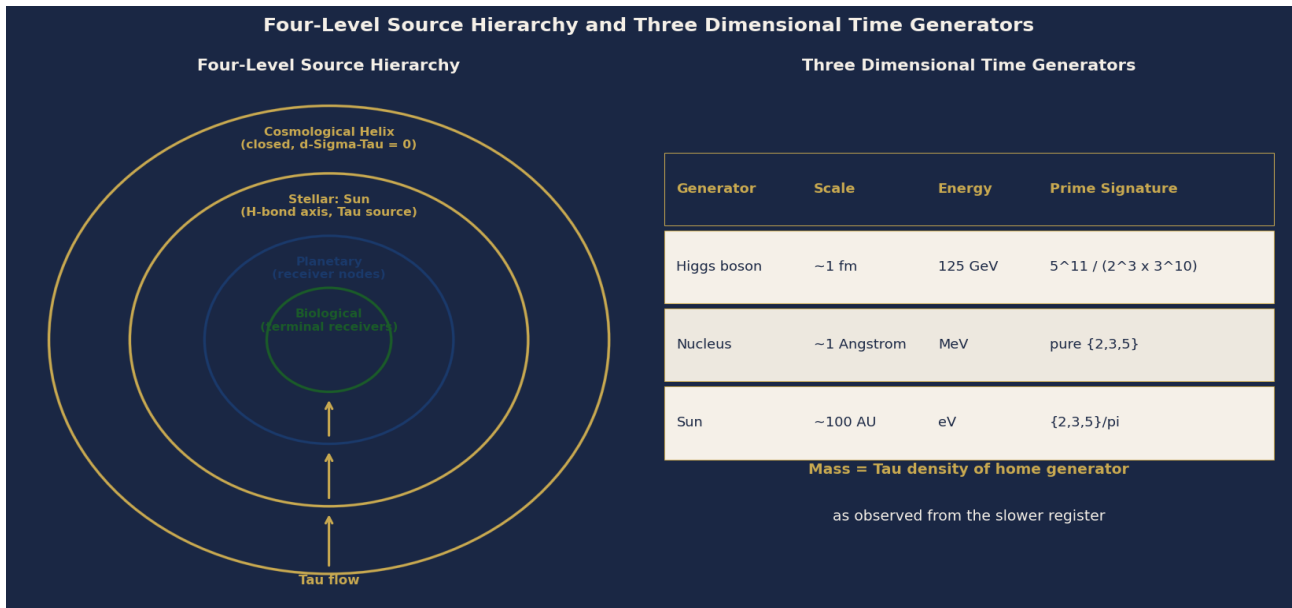 Four-Level Source Hierarchy and Three Dimensional Time Generators
Four-Level Source Hierarchy
Cosmological Helix
(closed, d-Sigma-Tau = 0)
Stellar: Sun
(H-bond axis, Tau source)
Planetary
(receiver nodes)
Biological
(terminal receivers)
Tau flow
Three Dimensional Time Generators
Generator Scale Energy Prime Signature
Higgs boson ~1 fm 125 GeV 5^11 / (2^3 x 3^10)
Nucleus ~1 Angstrom MeV pure {2,3,5}
Sun ~100 AU eV {2,3,5}/pi
Mass = Tau density of home generator
as observed from the slower register